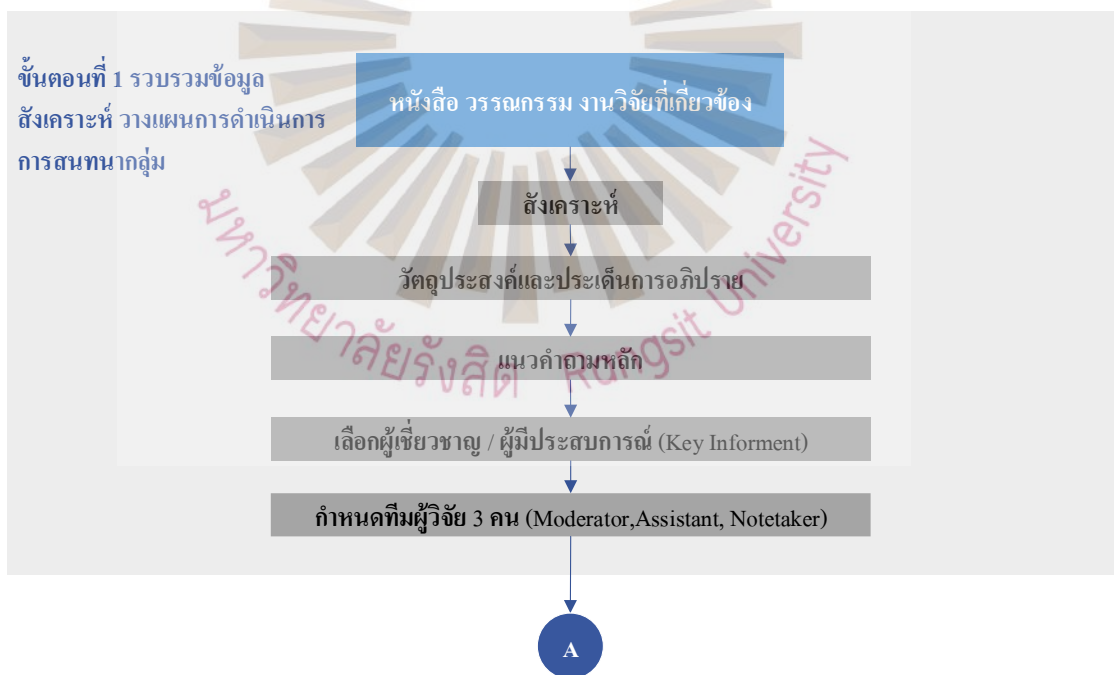 ขั้นตอนที่ 1 รวบรวมข้อมูล
สังเคราะห์ วางแผนการดำเนินการ
การสนทนากลุ่ม
หนังสือ วรรณกรรม งานวิจัยที่เกี่ยวข้อง
สังเคราะห์
วัตถุประสงค์และประเด็นการอภิปราย
แนวคำถามหลัก
เลือกผู้เชี่ยวชาญ / ผู้มีประสบการณ์ (Key Informent)
กำหนดทีมผู้วิจัย 3 คน (Moderator,Assistant, Notetaker)
A
มหาวิทยาลัยรังสิต Rangsit University